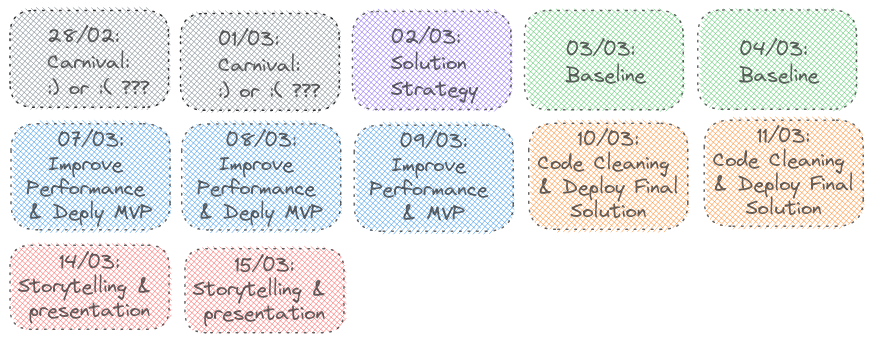 28/02:
Carnival:
:) or :( ???
01/03:
Carnival:
:) or :( ???
02/03:
Solution
Strategy
03/03:
Baseline
04/03:
Baseline
07/03:
Improve
Performance
& Deply MVP
08/03:
Improve
Performance
& Deply MVP
09/03:
Improve
Performance
& MVP
10/03:
Code Cleaning
& Deploy Final
Solution
11/03:
Code Cleaning
& Deploy Final
Solution
14/03:
Storytelling &
presentation
15/03:
Storytelling &
presentation